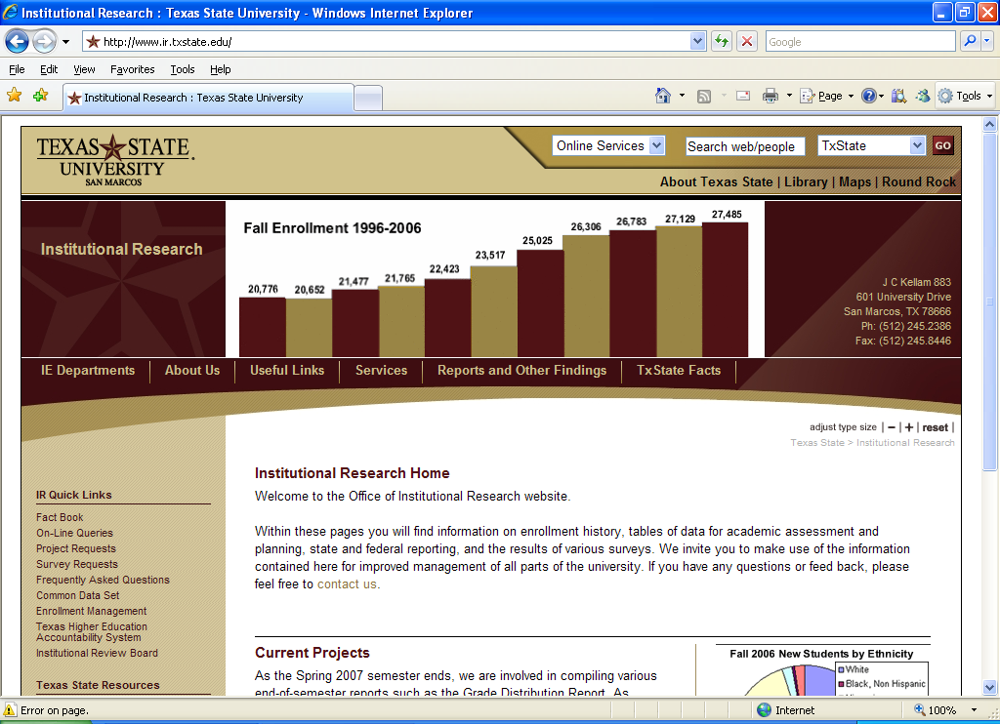 Institutional Research : Texas State University - Windows Internet Explorer
http://www.ir.txstate.edu/
Google
File Edit View Favorites Tools Help
Institutional Research : Texas State University
Page Tools
TEXAS STATE
UNIVERSITY
SAN MARCOS
Online Services
Search web/people
TxState
GO
About Texas State | Library | Maps | Round Rock
Institutional Research
Fall Enrollment 1996-2006
20,776
20,652
21,477
21,765
22,423
23,517
25,025
26,306
26,783
27,129
27,485
J C Kellam 883
601 University Drive
San Marcos, TX 78666
Ph: (512) 245.2386
Fax: (512) 245.8446
IE Departments
About Us
Useful Links
Services
Reports and Other Findings
TxState Facts
adjust type size | − | + | reset |
Texas State > Institutional Research
IR Quick Links
Fact Book
On-Line Queries
Project Requests
Survey Requests
Frequently Asked Questions
Common Data Set
Enrollment Management
Texas Higher Education
Accountability System
Institutional Review Board
Texas State Resources
Institutional Research Home
Welcome to the Office of Institutional Research website.
Within these pages you will find information on enrollment history, tables of data for academic assessment and
planning, state and federal reporting, and the results of various surveys. We invite you to make use of the information
contained here for improved management of all parts of the university. If you have any questions or feed back, please
feel free to contact us.
Current Projects
As the Spring 2007 semester ends, we are involved in compiling various
end-of-semester reports such as the Grade Distribution Report. As
Fall 2006 New Students by Ethnicity
White
Black, Non Hispanic
Error on page.
Internet
100%